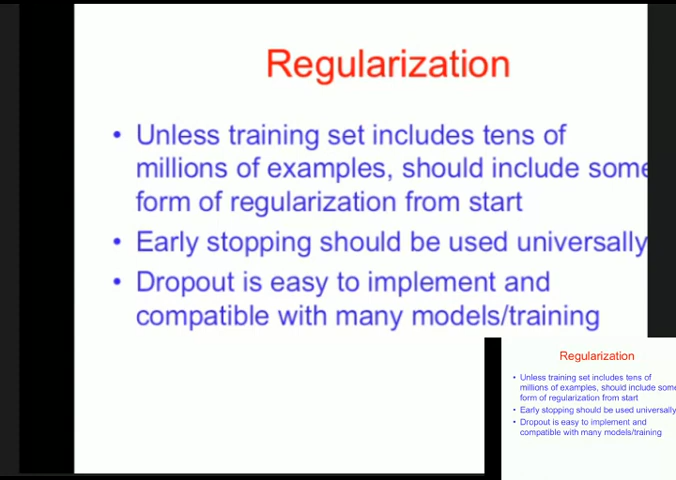 Regularization
• Unless training set includes tens of
millions of examples, should include some
form of regularization from start
• Early stopping should be used universally
• Dropout is easy to implement and
compatible with many models/training
Regularization
• Unless training set includes tens of
millions of examples, should include some
form of regularization from start
• Early stopping should be used universally
• Dropout is easy to implement and
compatible with many models/training